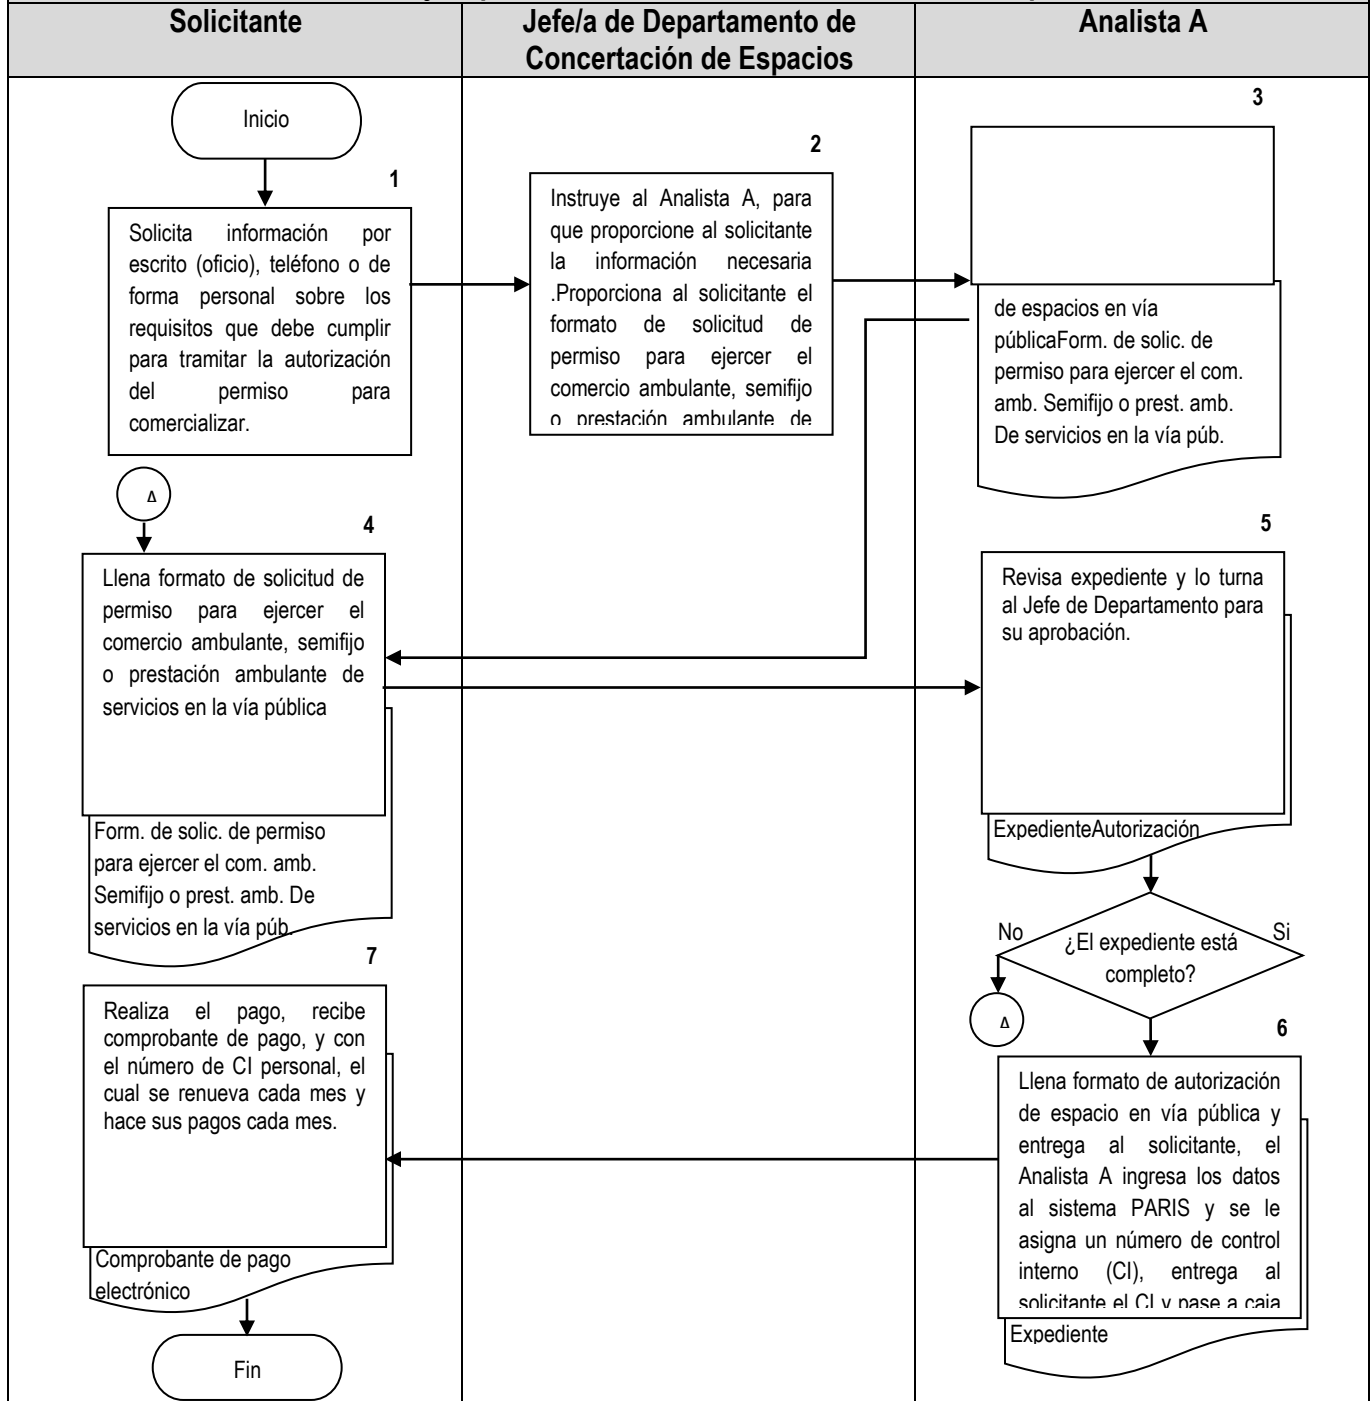 Solicitante
Jefe/a de Departamento de
Concertación de Espacios
Analista A
Inicio
1
Solicita información por
escrito (oficio), teléfono o de
forma personal sobre los
requisitos que debe cumplir
para tramitar la autorización
del permiso para
comercializar.
2
Instruye al Analista A, para
que proporcione al solicitante
la información necesaria
.Proporciona al solicitante el
formato de solicitud de
permiso para ejercer el
comercio ambulante, semifijo
o prestación ambulante de
3
de espacios en vía
públicaForm. de solic. de
permiso para ejercer el com.
amb. Semifijo o prest. amb.
De servicios en la vía púb.
4
Llena formato de solicitud de
permiso para ejercer el
comercio ambulante, semifijo
o prestación ambulante de
servicios en la vía pública
Form. de solic. de permiso
para ejercer el com. amb.
Semifijo o prest. amb. De
servicios en la vía púb.
5
Revisa expediente y lo turna
al Jefe de Departamento para
su aprobación.
ExpedienteAutorización
No
¿El expediente está
completo?
Si
6
Llena formato de autorización
de espacio en vía pública y
entrega al solicitante, el
Analista A ingresa los datos
al sistema PARIS y se le
asigna un número de control
interno (CI), entrega al
solicitante el CI y pase a caja
Expediente
7
Realiza el pago, recibe
comprobante de pago, y con
el número de CI personal, el
cual se renueva cada mes y
hace sus pagos cada mes.
Comprobante de pago
electrónico
Fin